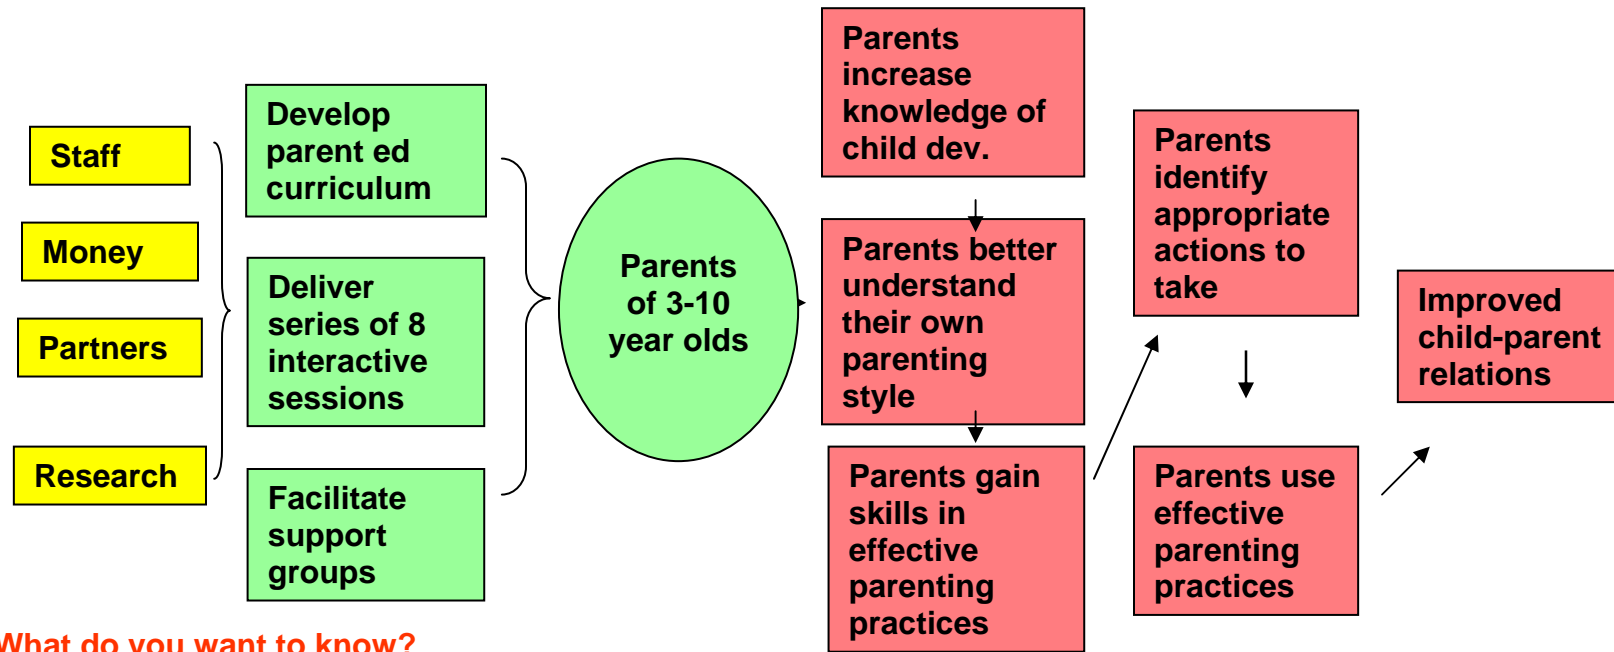 Staff
Money
Partners
Research
Develop
parent ed
curriculum
Deliver
series of 8
interactive
sessions
Facilitate
support
groups
Parents
of 3-10
year olds
Parents
increase
knowledge of
child dev.
Parents better
understand
their own
parenting
style
Parents gain
skills in
effective
parenting
practices
Parents
identify
appropriate
actions to
take
Parents use
effective
parenting
practices
Improved
child-parent
relations
What do you want to know?